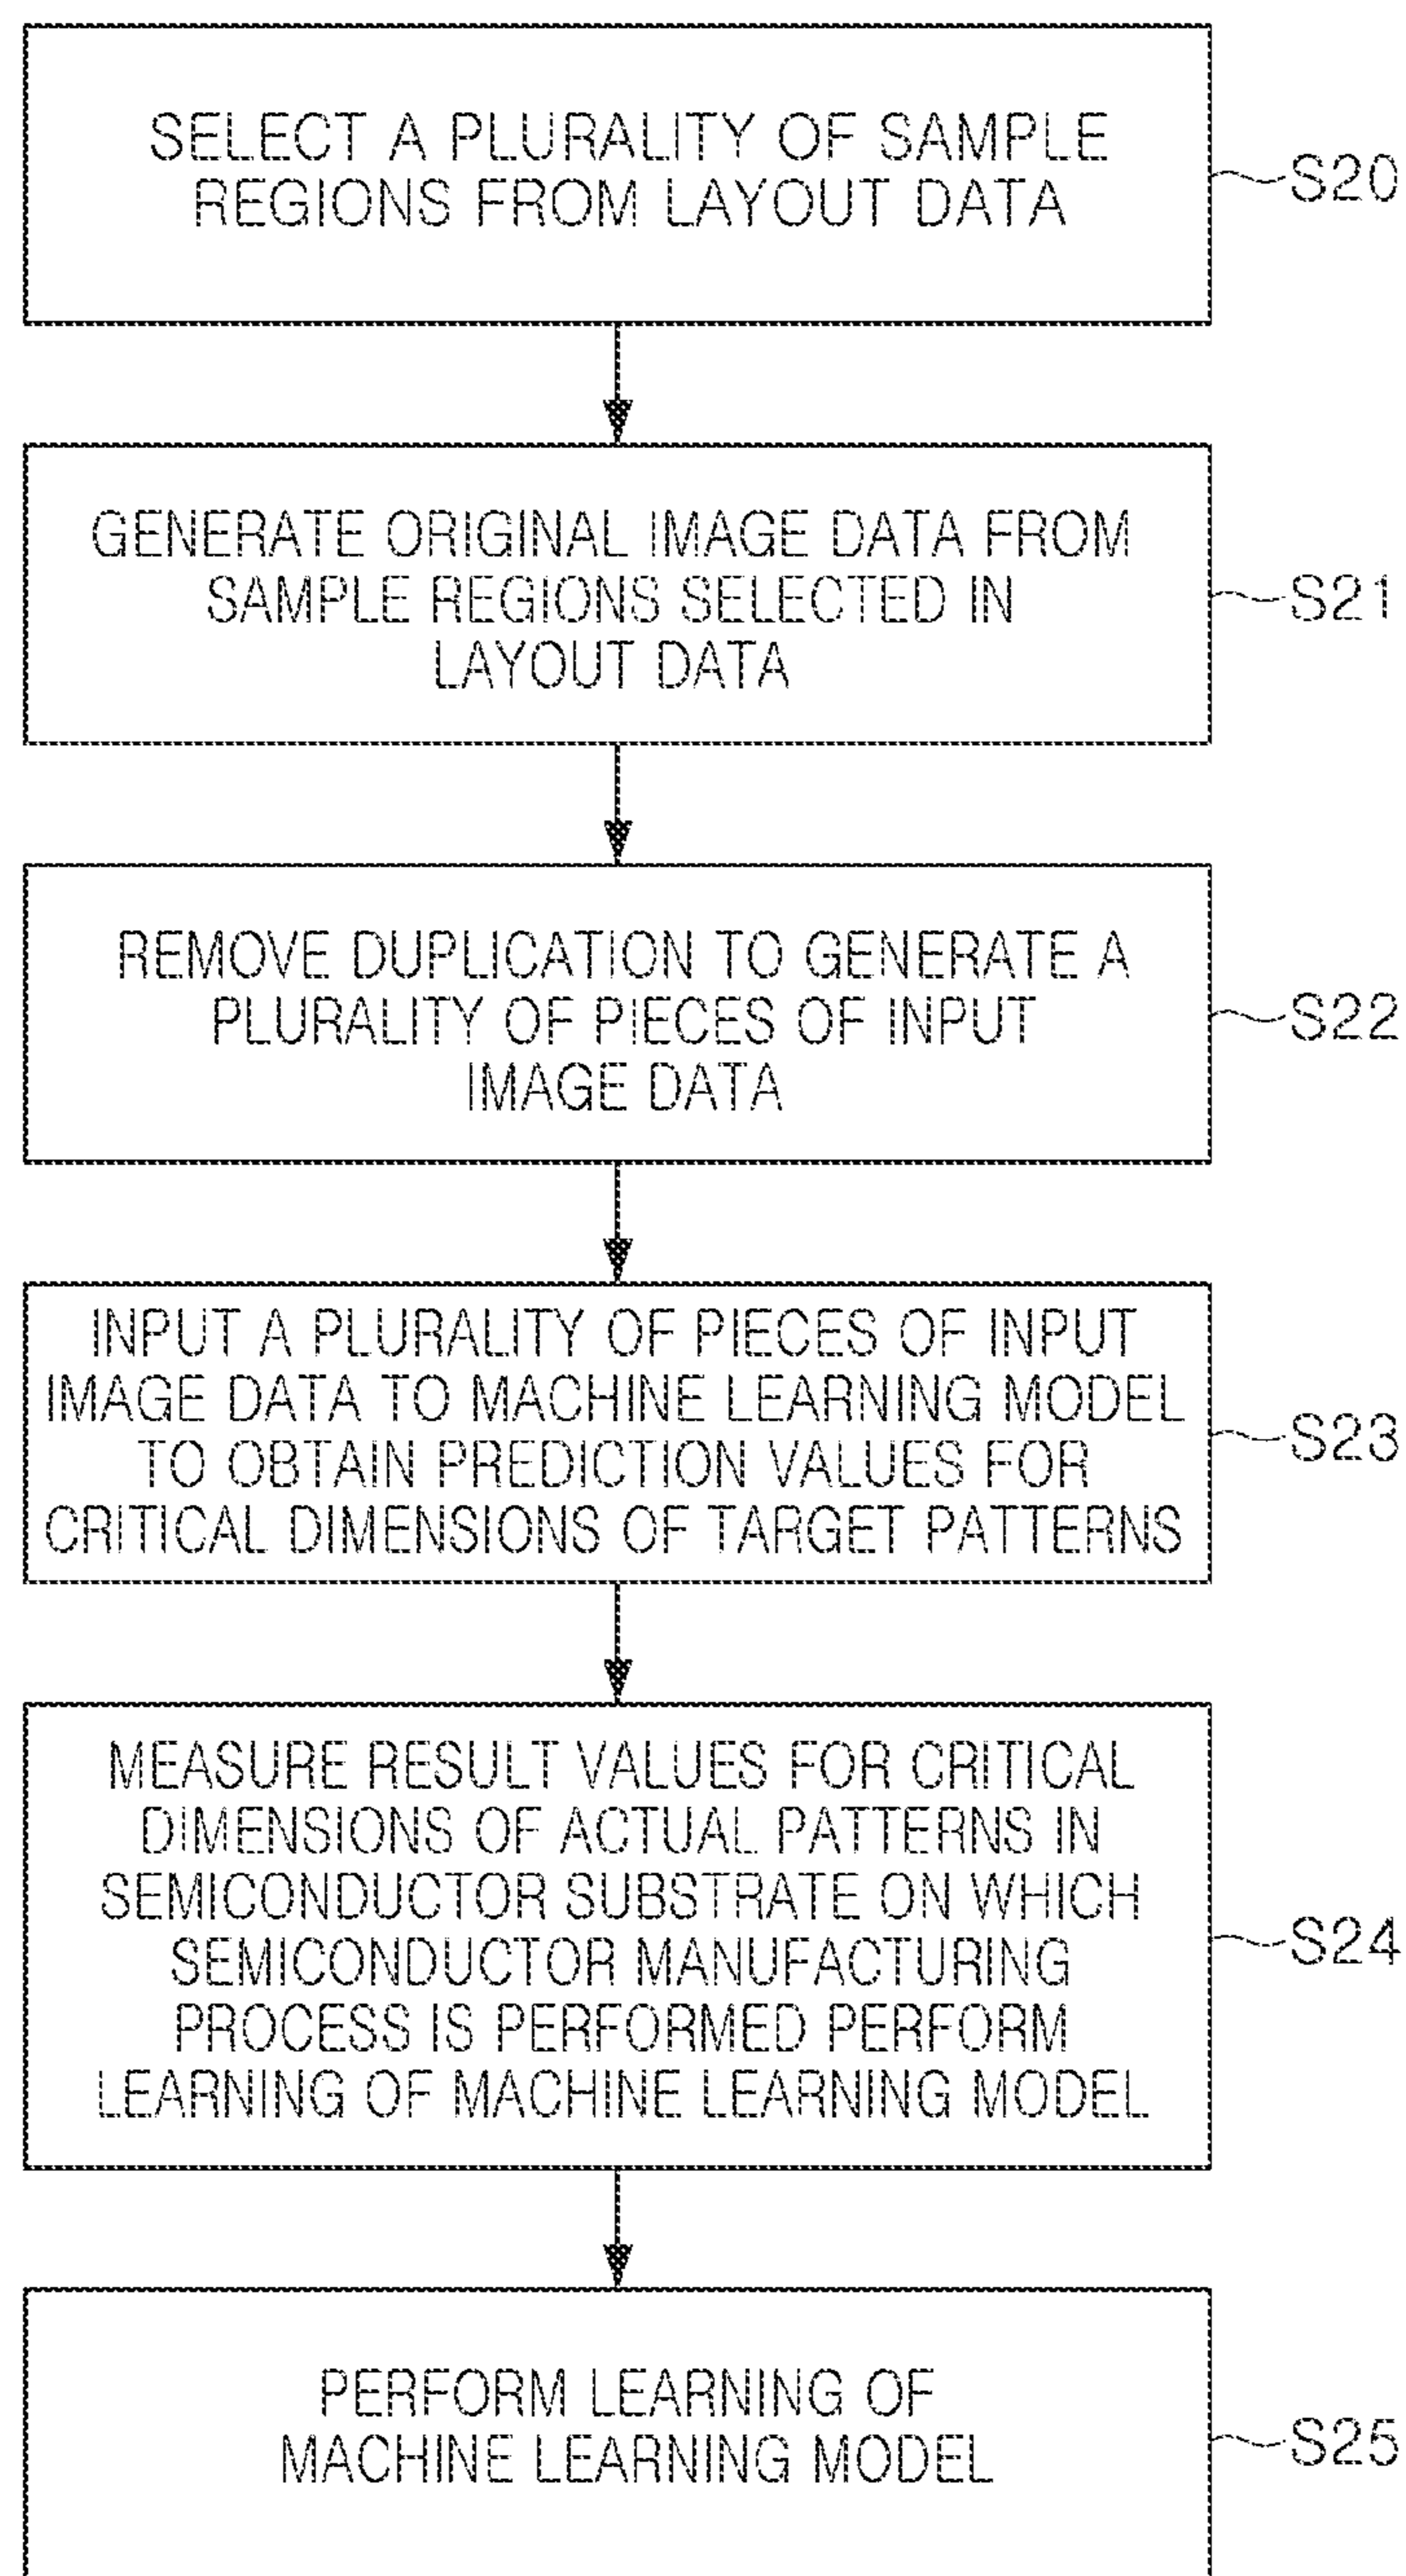 SELECT A PLURALITY OF SAMPLE
REGIONS FROM LAYOUT DATA
S20
GENERATE ORIGINAL IMAGE DATA FROM
SAMPLE REGIONS SELECTED IN
LAYOUT DATA
S21
REMOVE DUPLICATION TO GENERATE A
PLURALITY OF PIECES OF INPUT
IMAGE DATA
S22
INPUT A PLURALITY OF PIECES OF INPUT
IMAGE DATA TO MACHINE LEARNING MODEL
TO OBTAIN PREDICTION VALUES FOR
CRITICAL DIMENSIONS OF TARGET PATTERNS
S23
MEASURE RESULT VALUES FOR CRITICAL
DIMENSIONS OF ACTUAL PATTERNS IN
SEMICONDUCTOR SUBSTRATE ON WHICH
SEMICONDUCTOR MANUFACTURING
PROCESS IS PERFORMED PERFORM
LEARNING OF MACHINE LEARNING MODEL
S24
PERFORM LEARNING OF
MACHINE LEARNING MODEL
S25